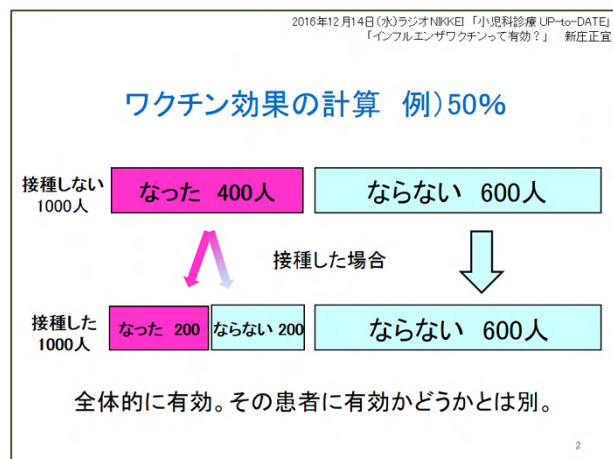 2016年12月14日(水)ラジオNIKKEI 「小児科診療 UP-to-DATE」
「インフルエンザワクチンって有効？」 新庄正宜
ワクチン効果の計算 例）50%
接種しない
1000人
なった 400人
ならない 600人
接種した場合
接種した
1000人
なった 200
ならない 200
ならない 600人
全体的に有効。その患者に有効かどうかとは別。
2